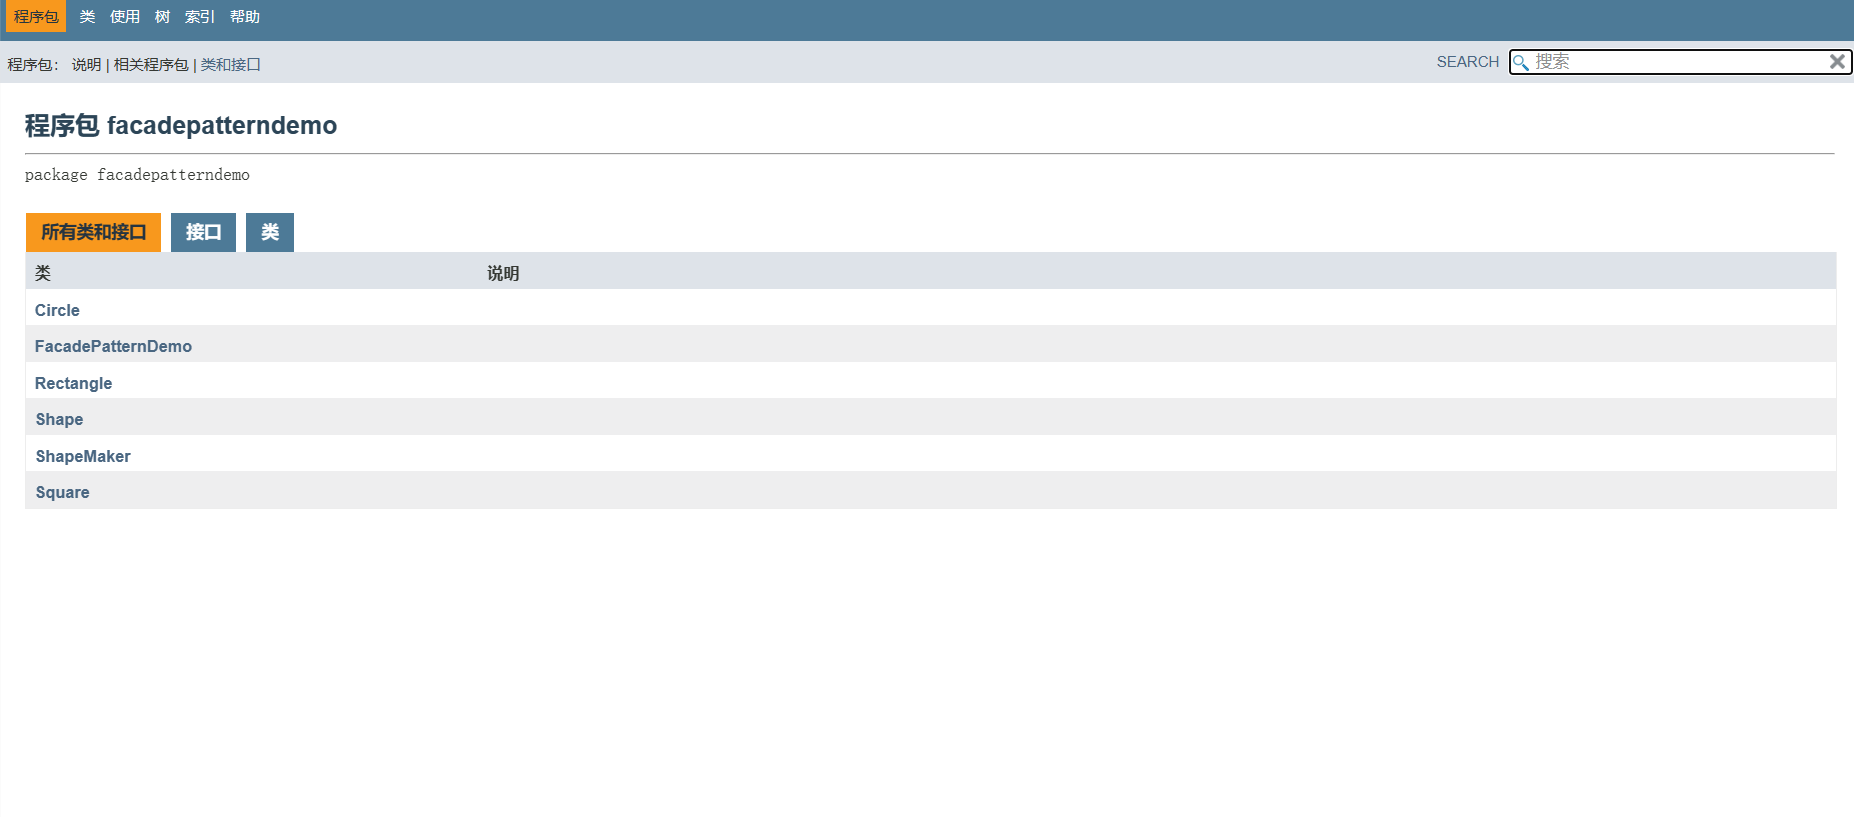 程序包 类 使用 树 索引 帮助
程序包： 说明 | 相关程序包 | 类和接口
SEARCH 搜索
程序包 facadepatterndemo
package facadepatterndemo
所有类和接口 接口 类
类 说明
Circle
FacadePatternDemo
Rectangle
Shape
ShapeMaker
Square